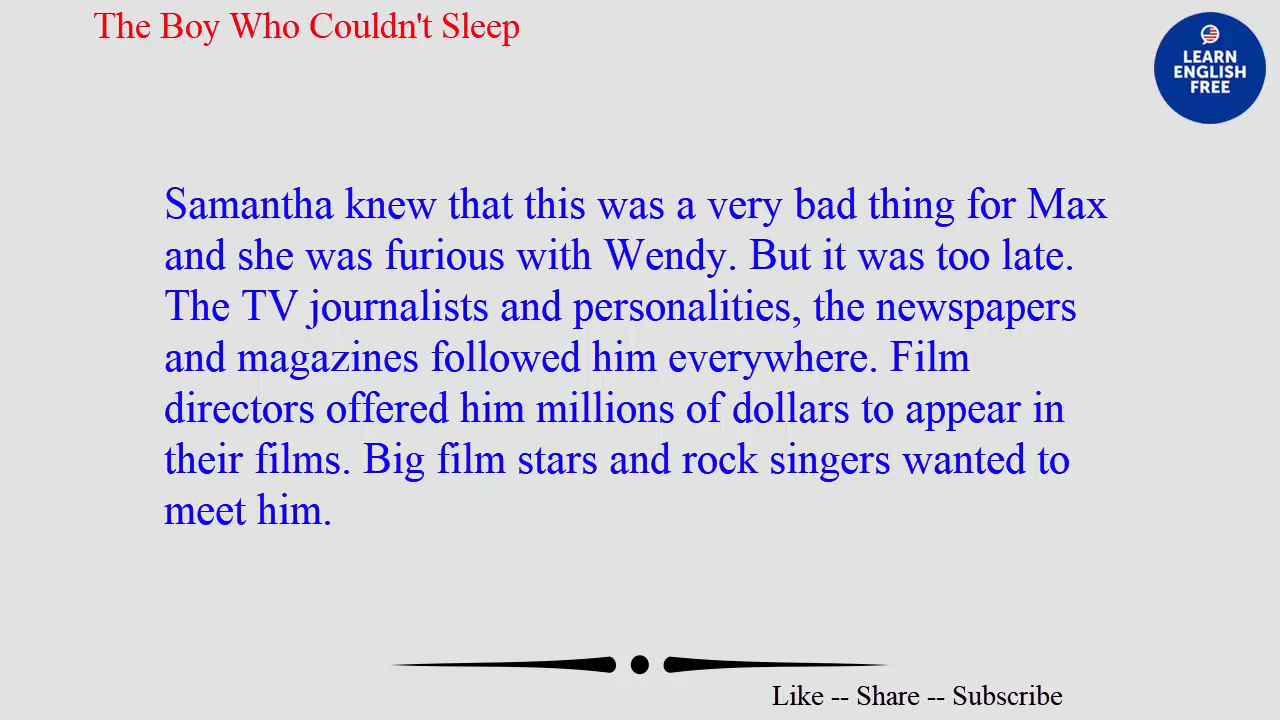 The Boy Who Couldn't Sleep
LEARN
ENGLISH
FREE
Samantha knew that this was a very bad thing for Max
and she was furious with Wendy. But it was too late.
The TV journalists and personalities, the newspapers
and magazines followed him everywhere. Film
directors offered him millions of dollars to appear in
their films. Big film stars and rock singers wanted to
meet him.
Like -- Share -- Subscribe